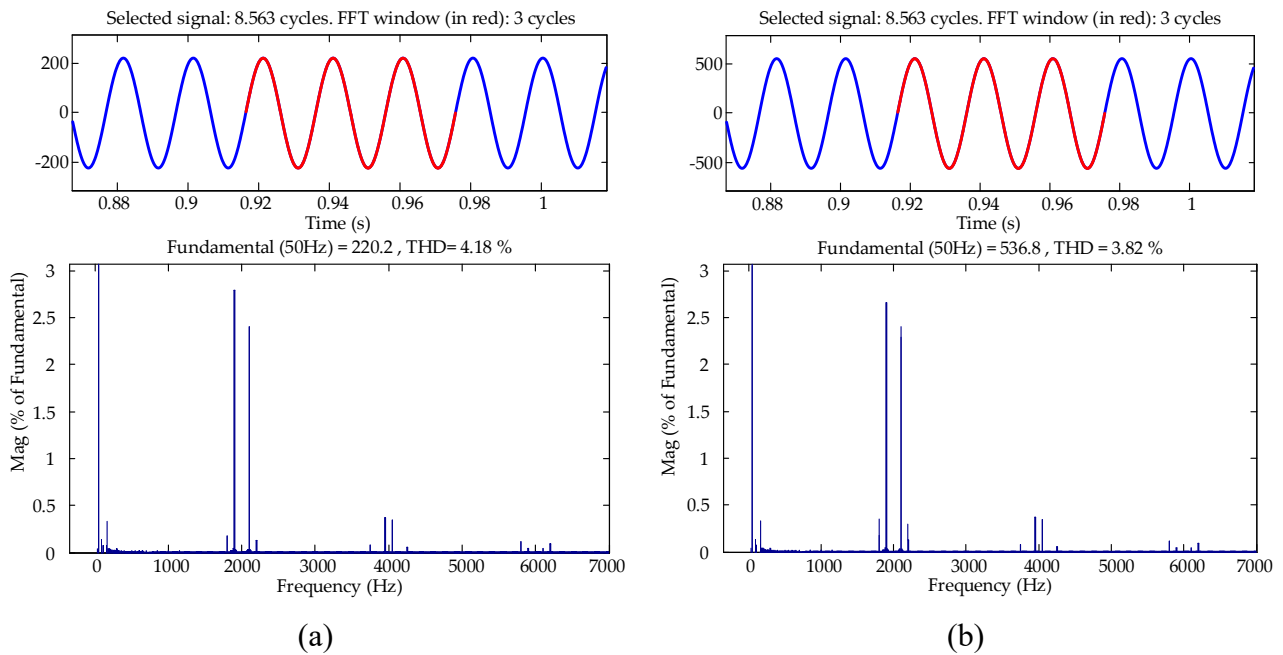 Selected signal: 8.563 cycles. FFT window (in red): 3 cycles
200
0
-200
0.88 0.9 0.92 0.94 0.96 0.98 1
Time (s)
Fundamental (50Hz) = 220.2 , THD= 4.18 %
3
2.5
2
1.5
1
0.5
0
Mag (% of Fundamental)
0 1000 2000 3000 4000 5000 6000 7000
Frequency (Hz)
(a)
Selected signal: 8.563 cycles. FFT window (in red): 3 cycles
500
0
-500
0.88 0.9 0.92 0.94 0.96 0.98 1
Time (s)
Fundamental (50Hz) = 536.8 , THD = 3.82 %
3
2.5
2
1.5
1
0.5
0
Mag (% of Fundamental)
0 1000 2000 3000 4000 5000 6000 7000
Frequency (Hz)
(b)